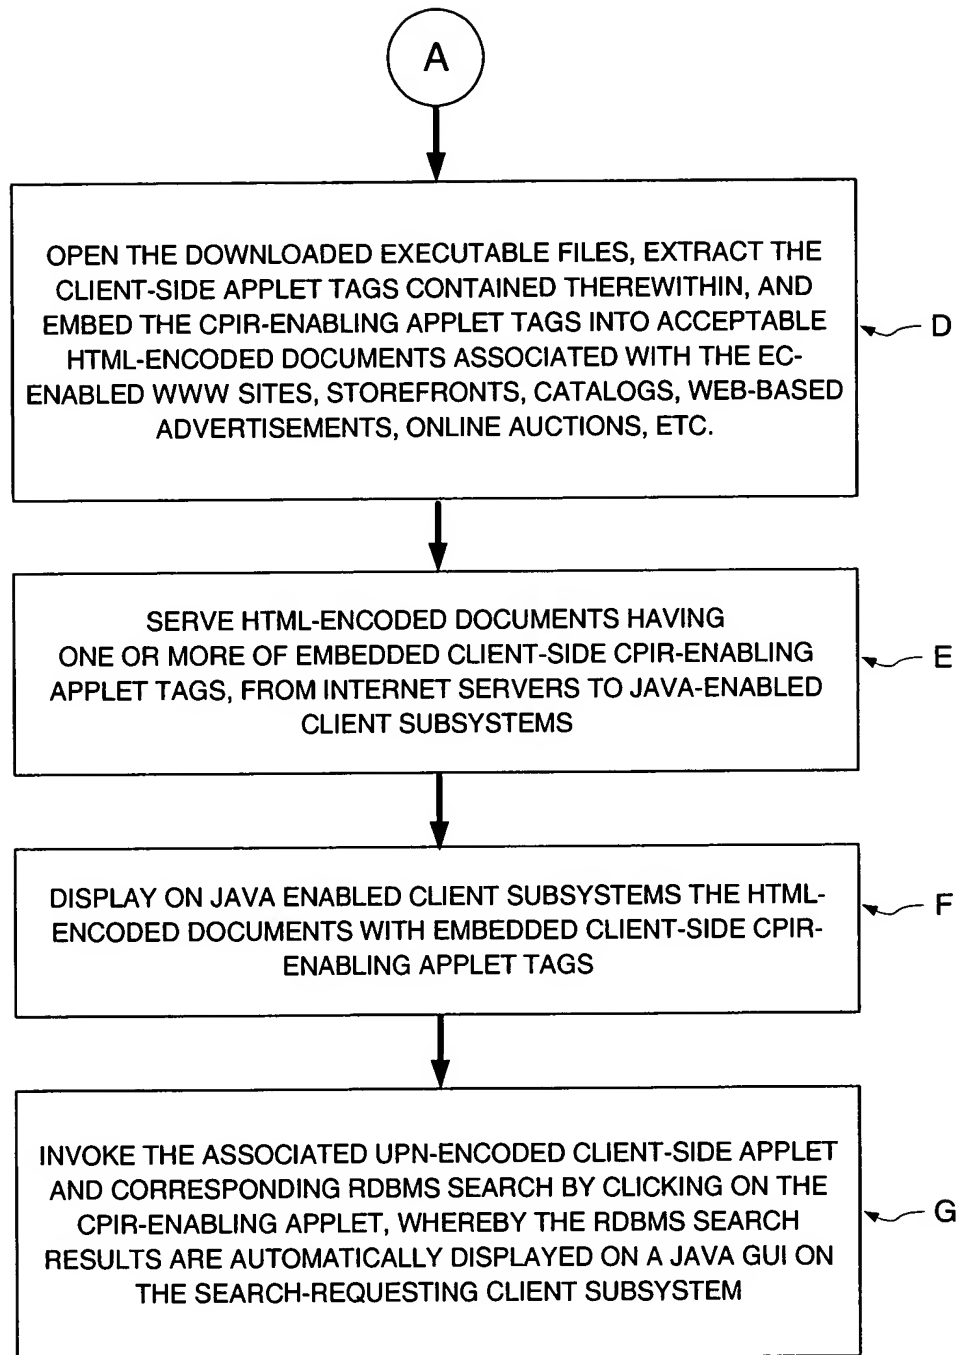 A
OPEN THE DOWNLOADED EXECUTABLE FILES, EXTRACT THE
CLIENT-SIDE APPLET TAGS CONTAINED THEREWITHIN, AND
EMBED THE CPIR-ENABLING APPLET TAGS INTO ACCEPTABLE
HTML-ENCODED DOCUMENTS ASSOCIATED WITH THE EC-
ENABLED WWW SITES, STOREFRONTS, CATALOGS, WEB-BASED
ADVERTISEMENTS, ONLINE AUCTIONS, ETC.
D
SERVE HTML-ENCODED DOCUMENTS HAVING
ONE OR MORE OF EMBEDDED CLIENT-SIDE CPIR-ENABLING
APPLET TAGS, FROM INTERNET SERVERS TO JAVA-ENABLED
CLIENT SUBSYSTEMS
E
DISPLAY ON JAVA ENABLED CLIENT SUBSYSTEMS THE HTML-
ENCODED DOCUMENTS WITH EMBEDDED CLIENT-SIDE CPIR-
ENABLING APPLET TAGS
F
INVOKE THE ASSOCIATED UPN-ENCODED CLIENT-SIDE APPLET
AND CORRESPONDING RDBMS SEARCH BY CLICKING ON THE
CPIR-ENABLING APPLET, WHEREBY THE RDBMS SEARCH
RESULTS ARE AUTOMATICALLY DISPLAYED ON A JAVA GUI ON
THE SEARCH-REQUESTING CLIENT SUBSYSTEM
G